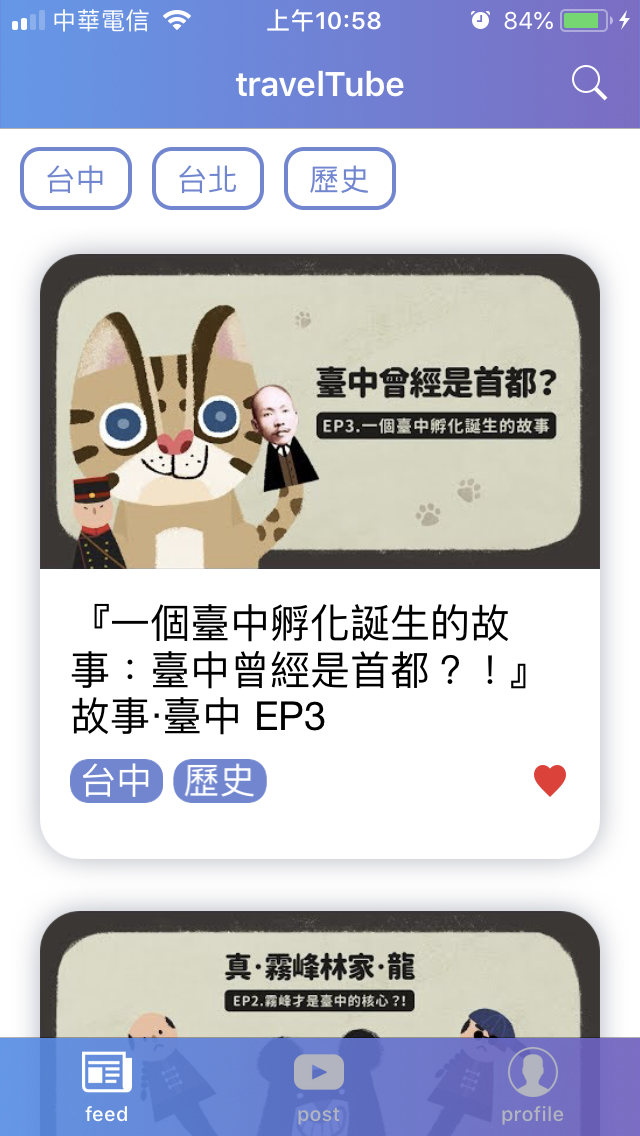 中華電信 上午10:58 84%
travelTube
台中 台北 歷史
臺中曾經是首都？
EP3.一個臺中孵化誕生的故事
『一個臺中孵化誕生的故
事：臺中曾經是首都？！』
故事·臺中 EP3
台中 歷史
真·霧峰林家·龍
EP2.霧峰才是臺中的核心？!
feed post profile